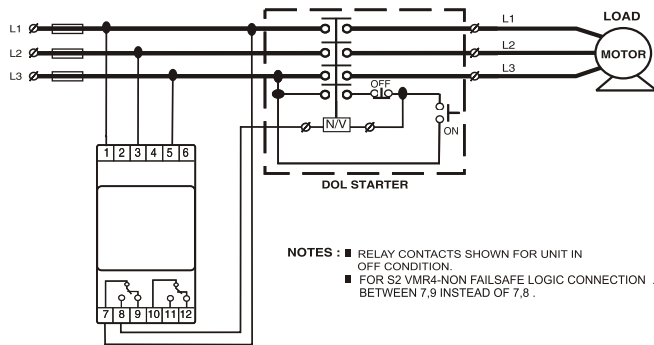 LOAD
L1
L1
L2
L2
MOTOR
L3
L3
OFF
N/V
ON
1 2 3 4 5 6
DOL STARTER
NOTES : ■ RELAY CONTACTS SHOWN FOR UNIT IN
OFF CONDITION.
■ FOR S2 VMR4-NON FAILSAFE LOGIC CONNECTION .
BETWEEN 7,9 INSTEAD OF 7,8 .
7 8 9 10 11 12